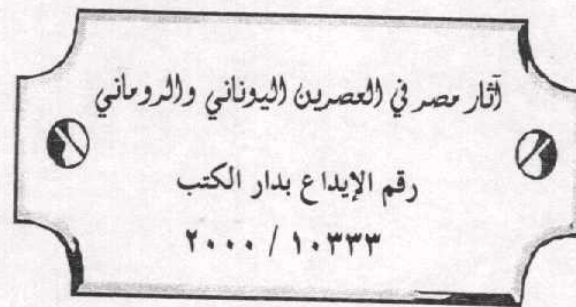 آثار مصر في العصرين اليوناني والروماني
رقم الإيداع بدار الكتب
١٠٣٣٣ / ٢٠٠٠